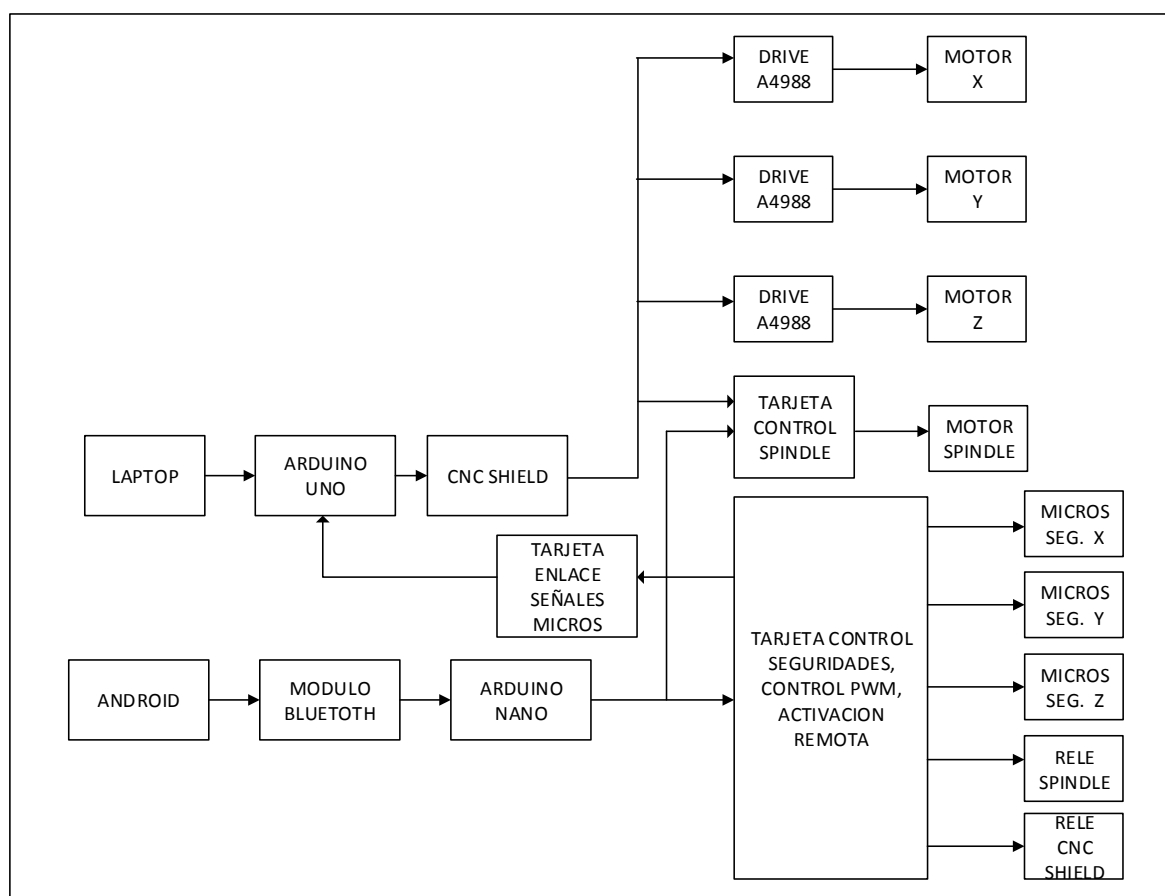 DRIVE
A4988
MOTOR
X
DRIVE
A4988
MOTOR
Y
DRIVE
A4988
MOTOR
Z
TARJETA
CONTROL
SPINDLE
MOTOR
SPINDLE
LAPTOP
ARDUINO
UNO
CNC SHIELD
TARJETA
ENLACE
SEÑALES
MICROS
ANDROID
MODULO
BLUETOTH
ARDUINO
NANO
TARJETA CONTROL
SEGURIDADES,
CONTROL PWM,
ACTIVACION
REMOTA
MICROS
SEG. X
MICROS
SEG. Y
MICROS
SEG. Z
RELE
SPINDLE
RELE
CNC
SHIELD